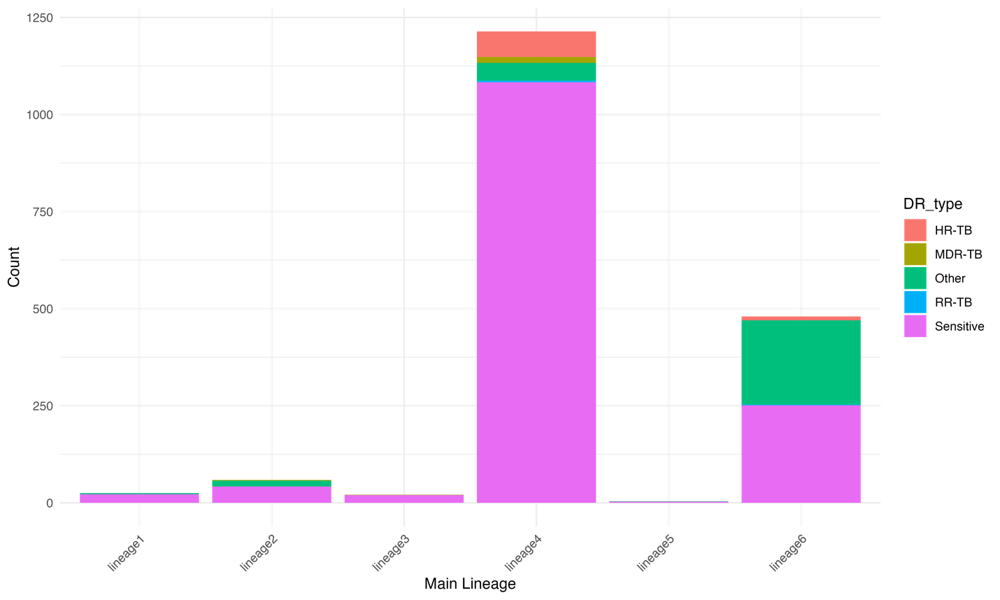 1250
1000
750
500
250
0
Count
lineage1
lineage2
lineage3
lineage4
lineage5
lineage6
Main Lineage
DR_type
HR-TB
MDR-TB
Other
RR-TB
Sensitive